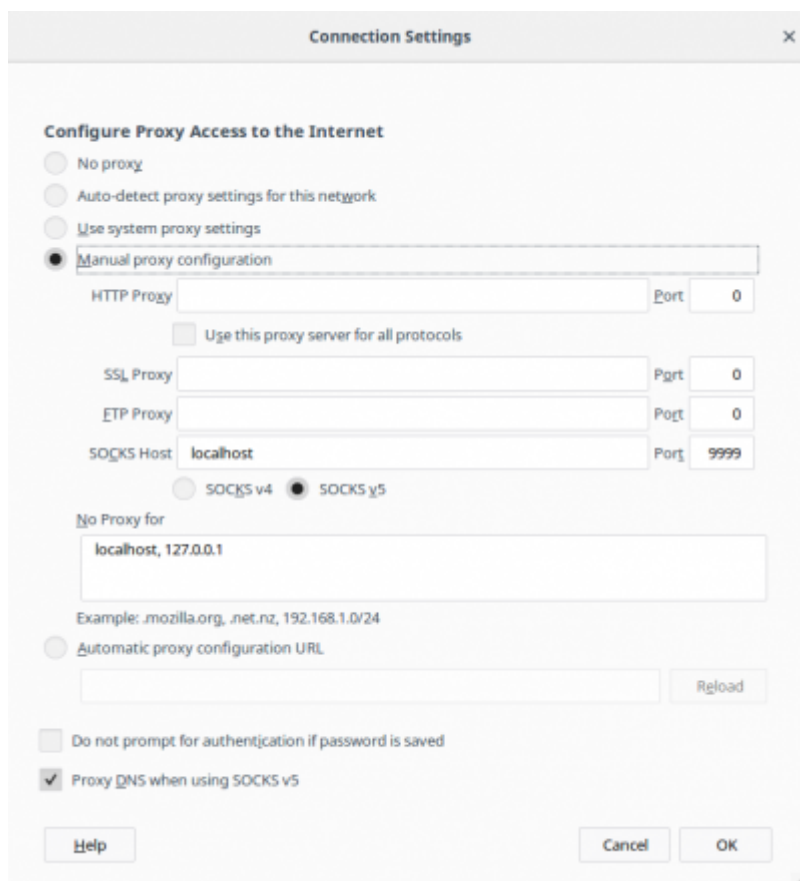 Connection Settings
Configure Proxy Access to the Internet
No proxy
Auto-detect proxy settings for this network
Use system proxy settings
Manual proxy configuration
HTTP Proxy Port 0
Use this proxy server for all protocols
SSL Proxy Port 0
FTP Proxy Port 0
SOCKS Host localhost Port 9999
SOCKS v4 SOCKS v5
No Proxy for
localhost, 127.0.0.1
Example: .mozilla.org, .net.nz, 192.168.1.0/24
Automatic proxy configuration URL
Reload
Do not prompt for authentication if password is saved
Proxy DNS when using SOCKS v5
Help Cancel OK